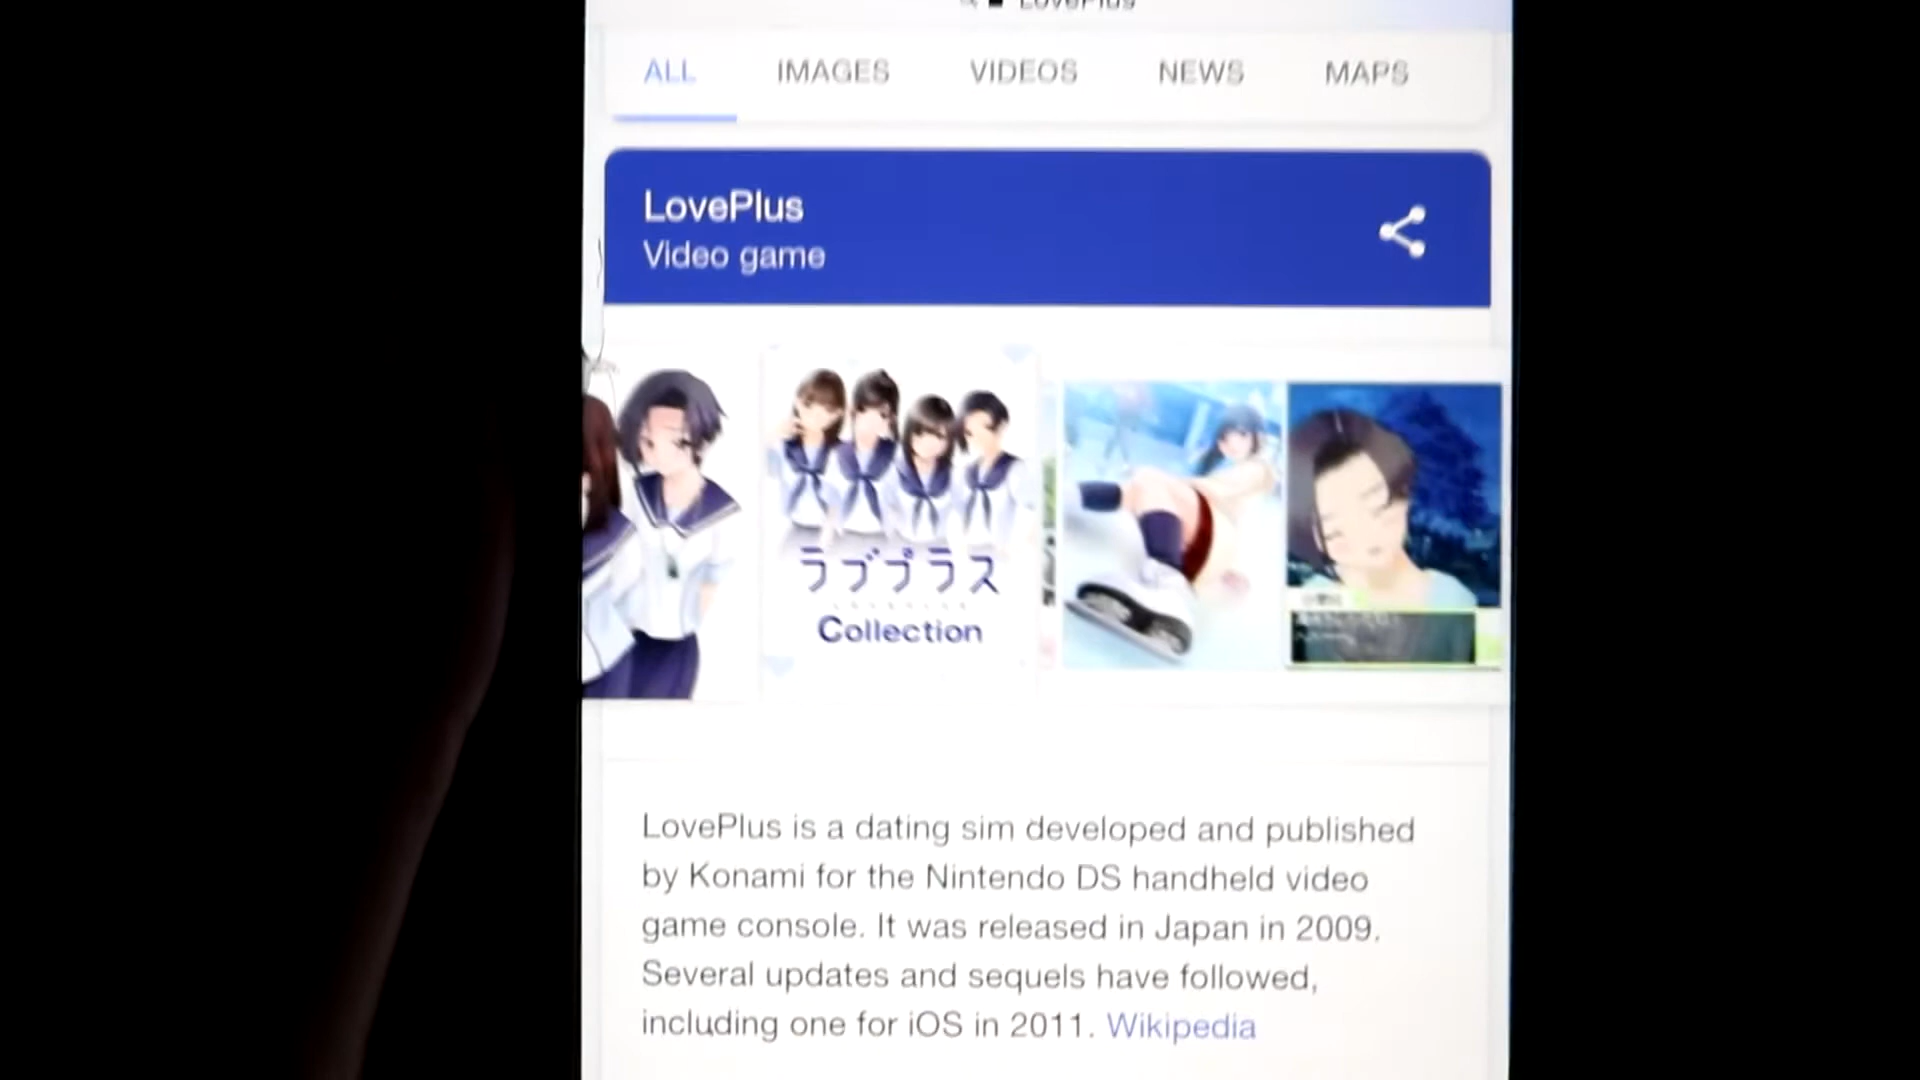 LovePlus
ALL IMAGES VIDEOS NEWS MAPS
LovePlus
Video game
ラブプラス
Collection
LovePlus is a dating sim developed and published
by Konami for the Nintendo DS handheld video
game console. It was released in Japan in 2009.
Several updates and sequels have followed,
including one for iOS in 2011. Wikipedia